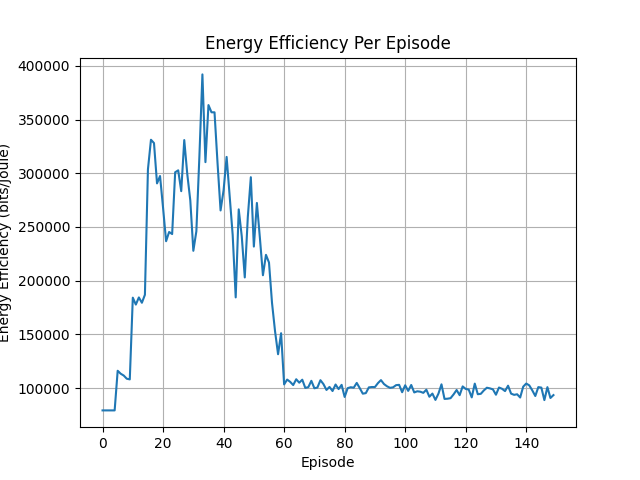 Energy Efficiency Per Episode
Energy Efficiency (bits/Joule)
400000
350000
300000
250000
200000
150000
100000
0 20 40 60 80 100 120 140
Episode